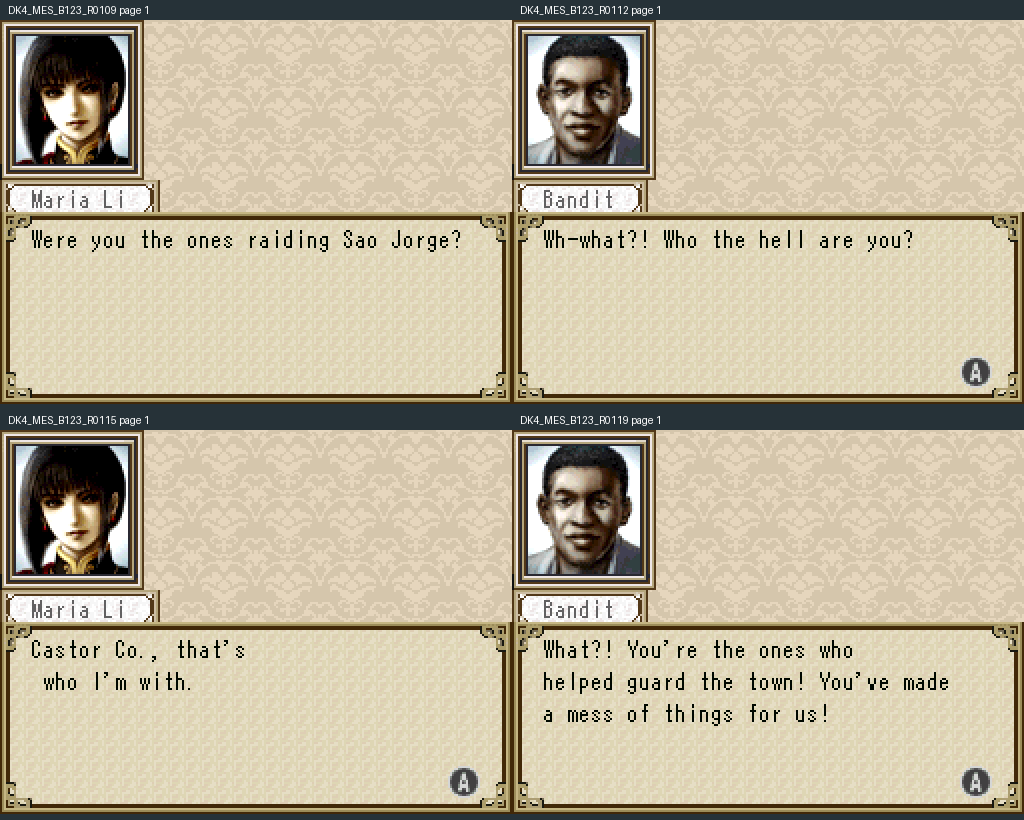 DK4_MES_B123_R0109 page 1
Maria Li
Were you the ones raiding Sao Jorge?
DK4_MES_B123_R0112 page 1
Bandit
Wh-what?! Who the hell are you?
A
DK4_MES_B123_R0115 page 1
Maria Li
Castor Co., that's
who I'm with.
A
DK4_MES_B123_R0119 page 1
Bandit
What?! You're the ones who
helped guard the town! You've made
a mess of things for us!
A